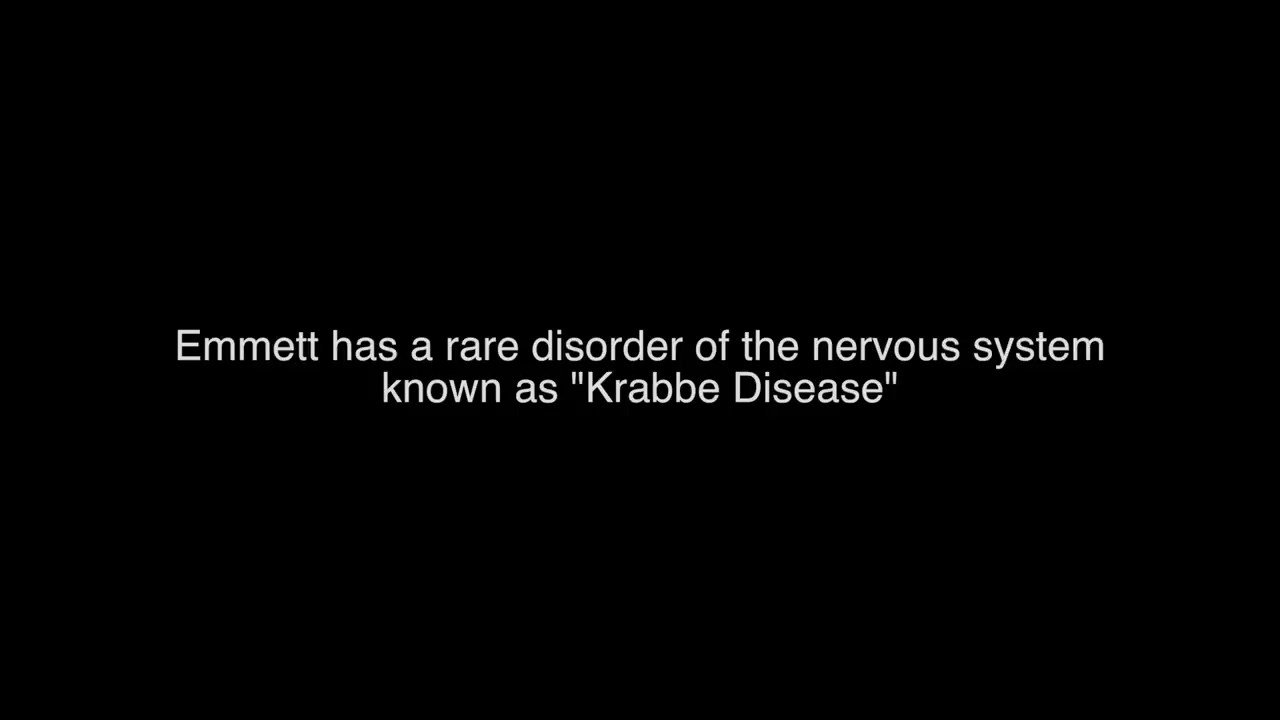 Emmett has a rare disorder of the nervous system
known as "Krabbe Disease"